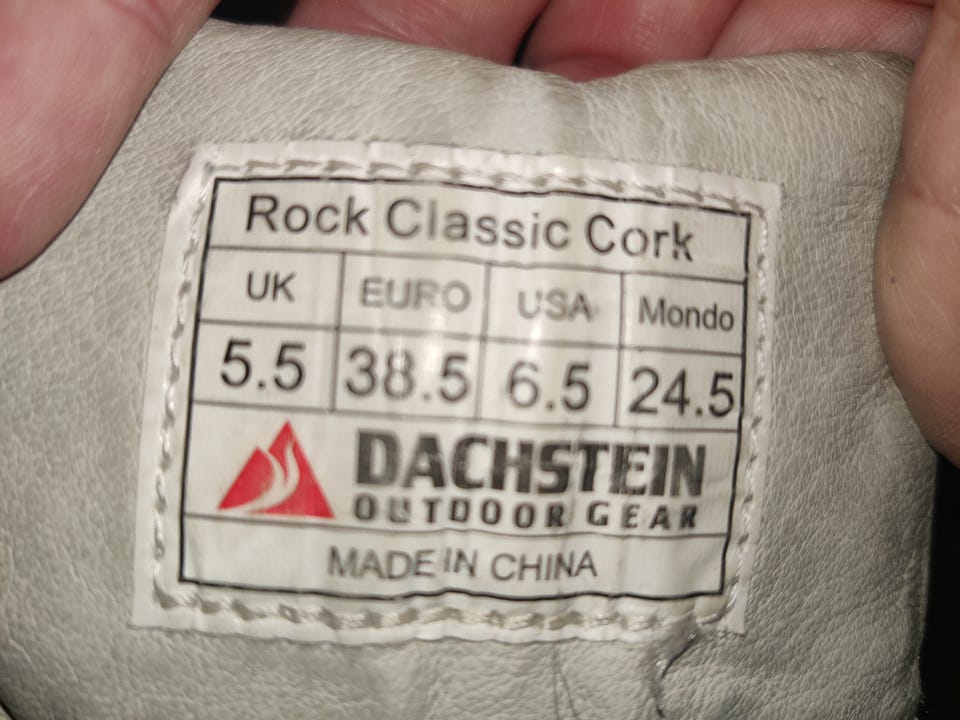 Rock Classic Cork
UK EURO USA Mondo
5.5 38.5 6.5 24.5
DACHSTEIN
OUTDOOR GEAR
MADE IN CHINA